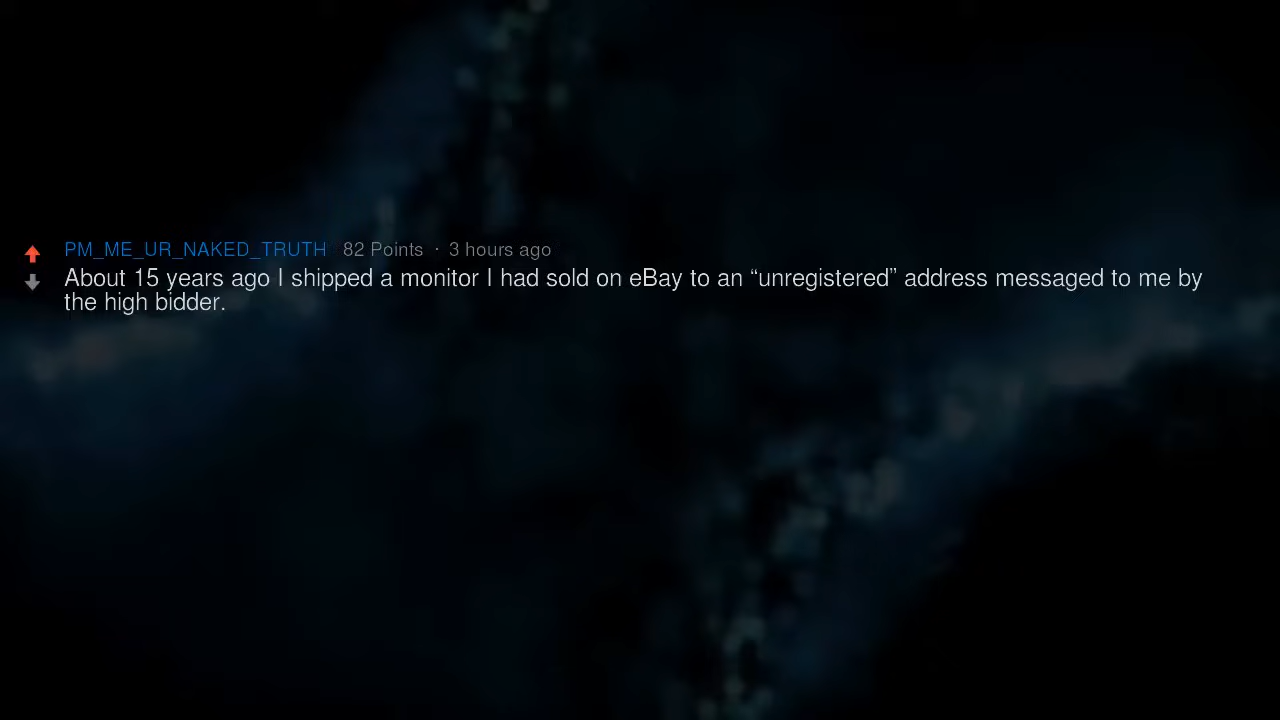 PM_ME_UR_NAKED_TRUTH 82 Points · 3 hours ago
About 15 years ago I shipped a monitor I had sold on eBay to an “unregistered” address messaged to me by
the high bidder.